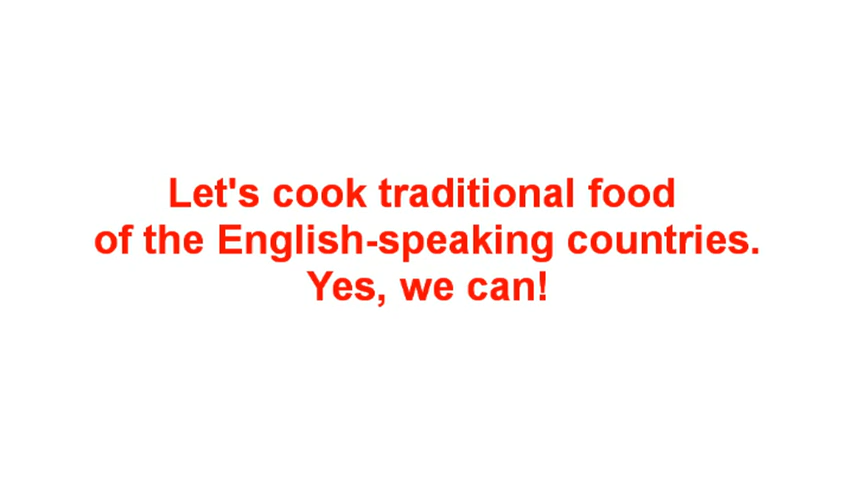 Let's cook traditional food
of the English-speaking countries.
Yes, we can!